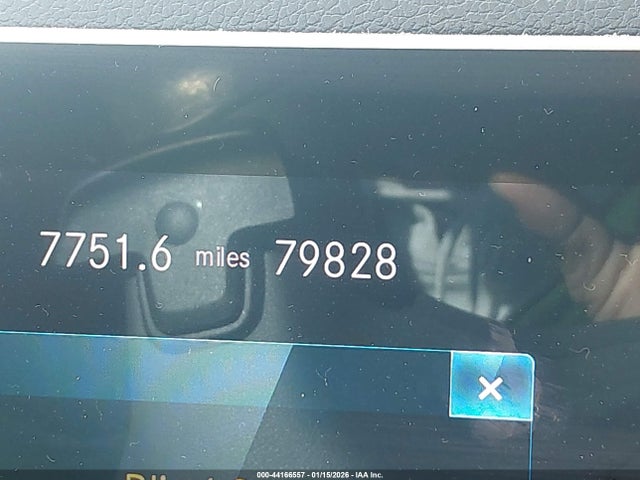 7751.6 miles 79828
000-44166557 - 01/15/2026 - IAA Inc.